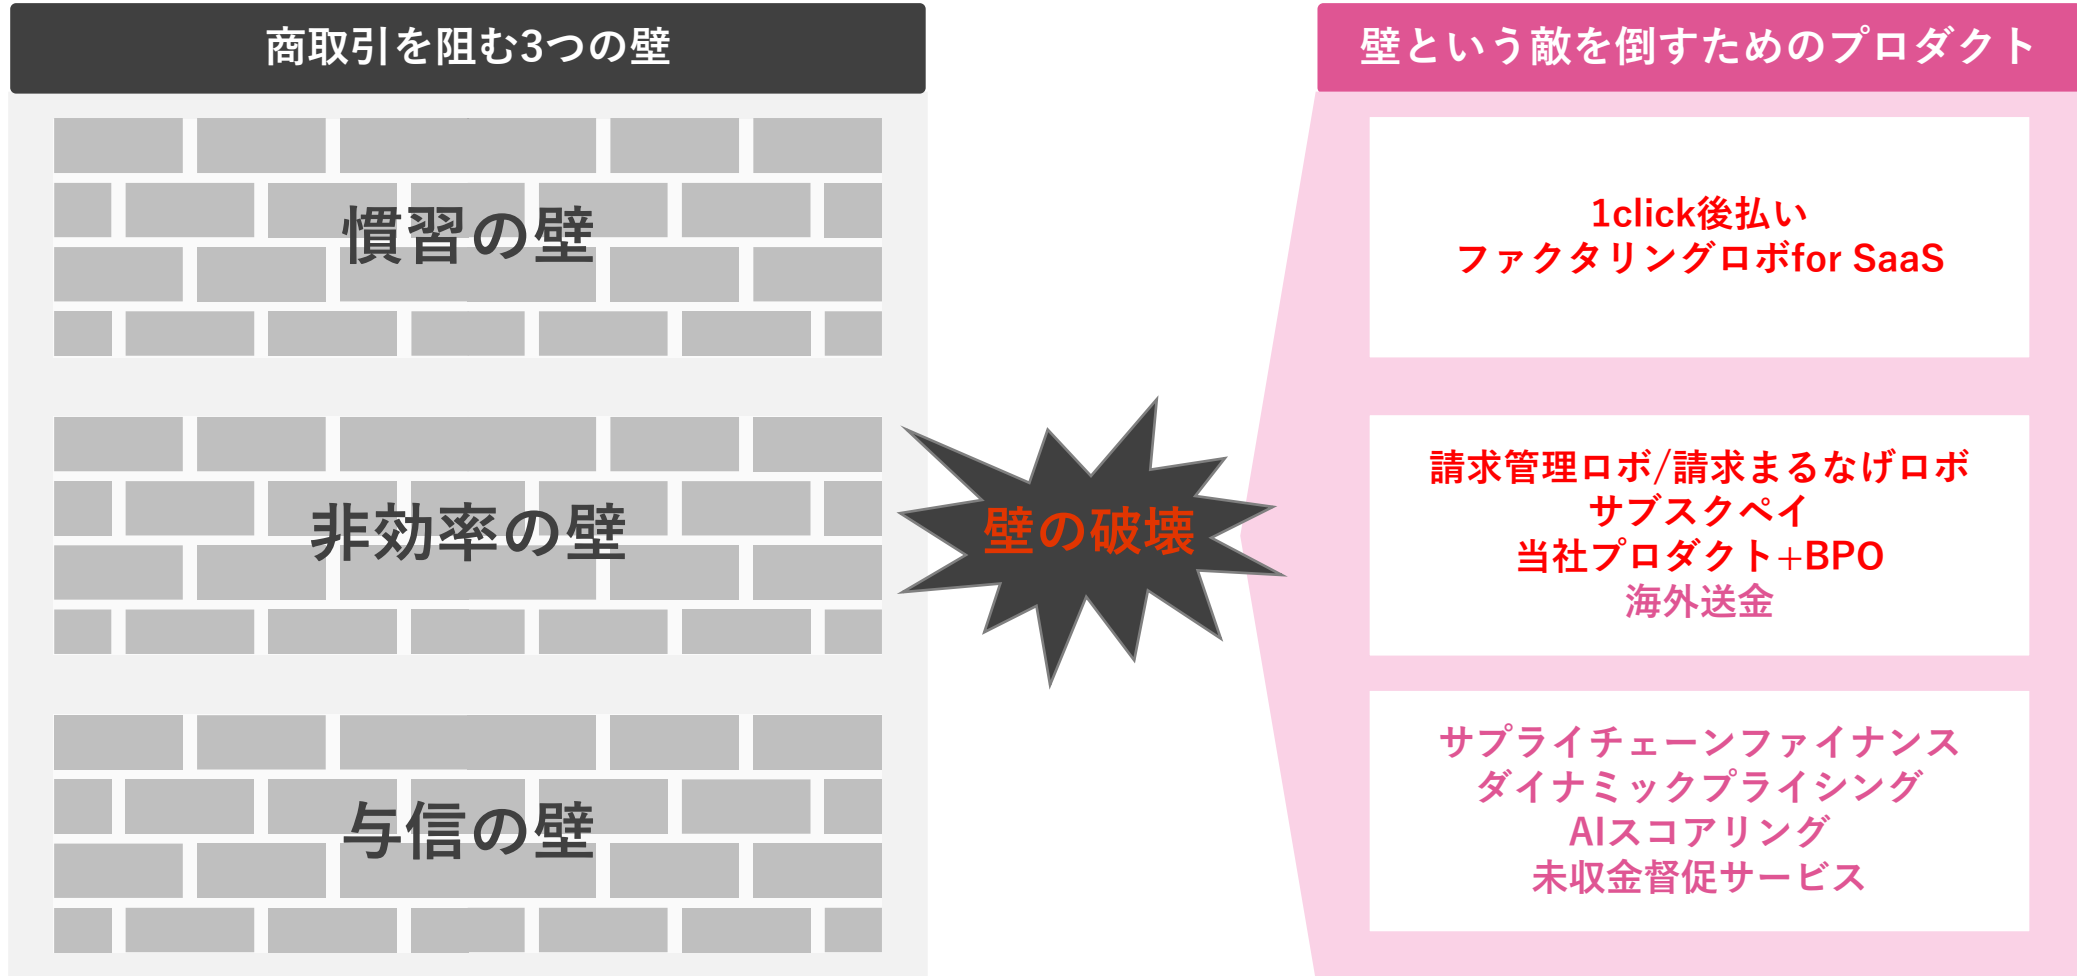 商取引を阻む3つの壁
慣習の壁
非効率の壁
与信の壁
壁の破壊
壁という敵を倒すためのプロダクト
1click後払い
ファクタリングロボfor SaaS
請求管理ロボ/請求まるなげロボ
サブスクペイ
当社プロダクト+BPO
海外送金
サプライチェーンファイナンス
ダイナミックプライシング
AIスコアリング
未収金督促サービス